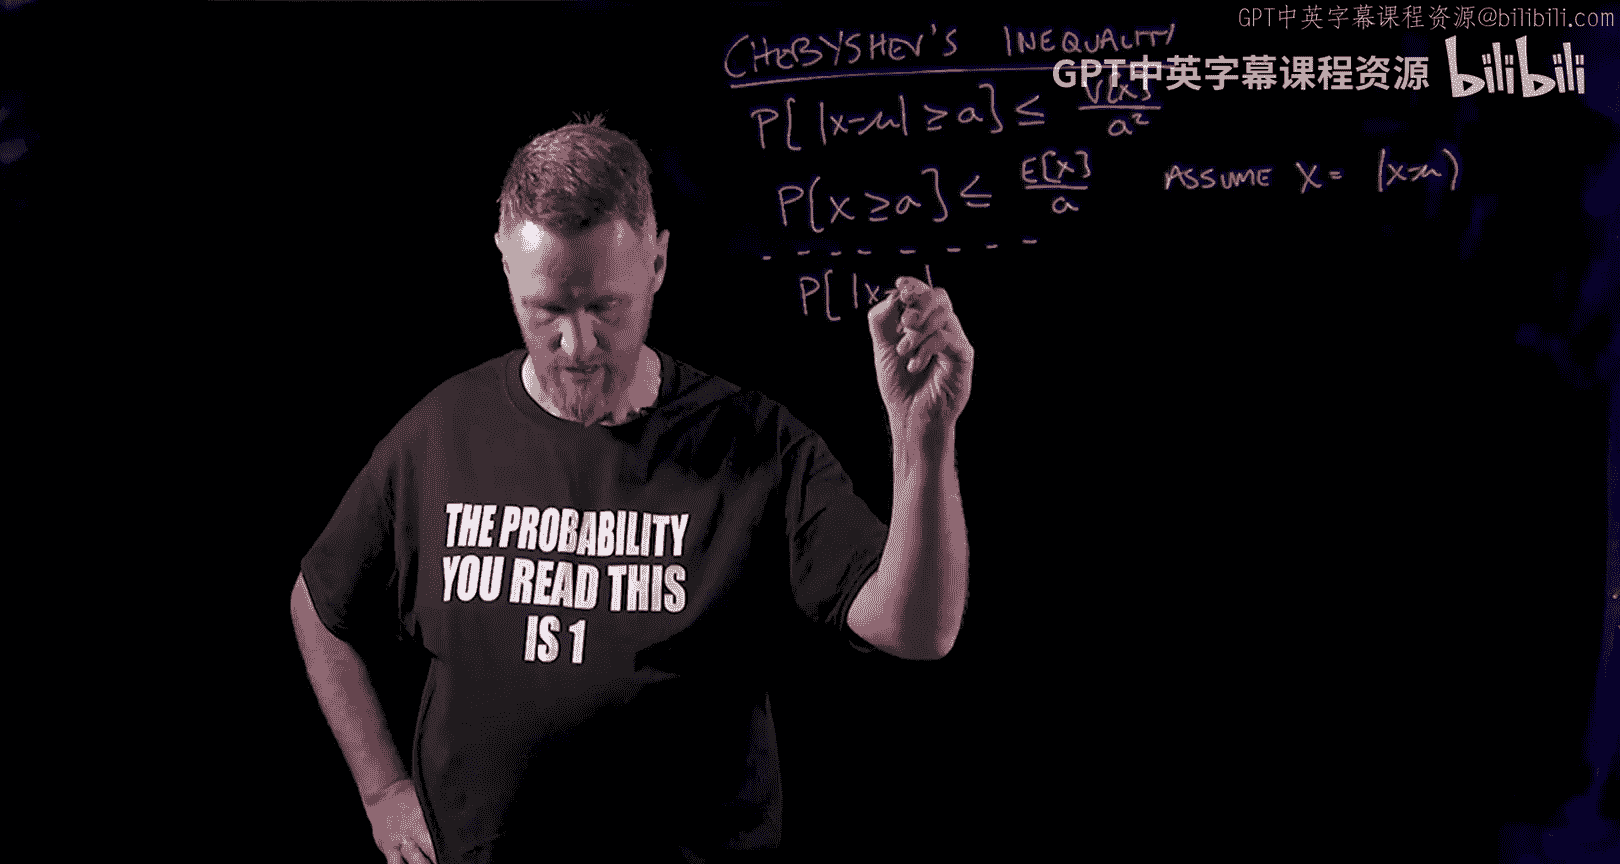 GPT中英字幕课程资源@bilibili.com
CHEBYSHEV'S INEQUALITY
GPT中英字幕课程资源 bilibili
P[ |x-μ| ≥ a ] ≤ V[x] / a²
P[ x ≥ a ] ≤ E[x] / a ASSUME X = |x-μ|
P[ |x-
THE PROBABILITY
YOU READ THIS
IS 1